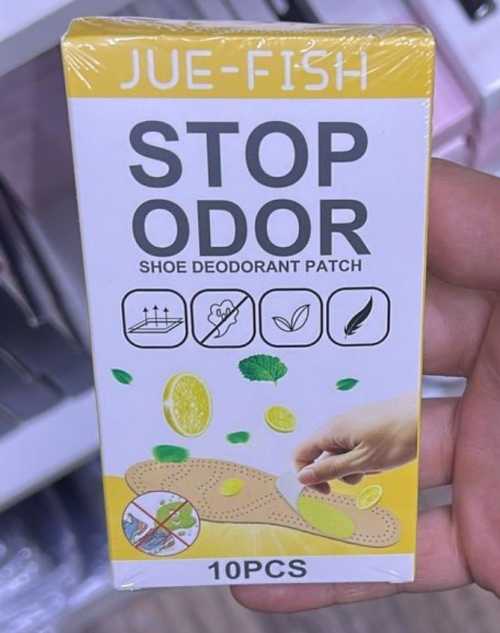 JUE-FISH
STOP
ODOR
SHOE DEODORANT PATCH
10PCS